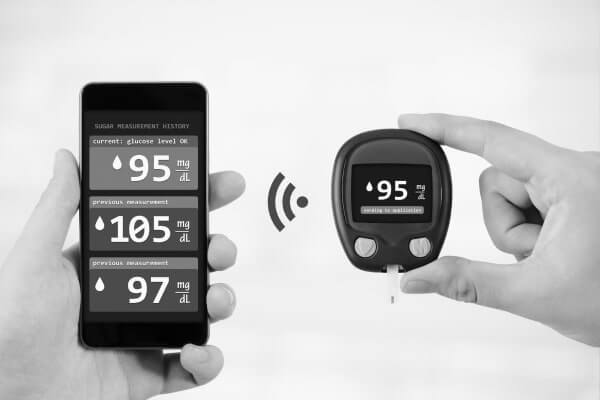 SUGAR MEASUREMENT HISTORY
current: glucose level OK
95 mg/dL
previous measurement
105 mg/dL
previous measurement
97 mg/dL
95 mg/dL
sending to application